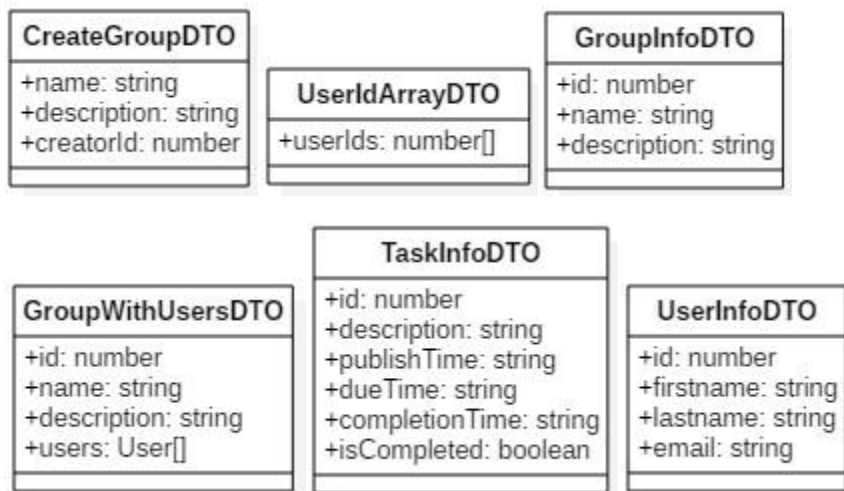 CreateGroupDTO
+name: string
+description: string
+creatorId: number
UserIdArrayDTO
+userIds: number[]
GroupInfoDTO
+id: number
+name: string
+description: string
GroupWithUsersDTO
+id: number
+name: string
+description: string
+users: User[]
TaskInfoDTO
+id: number
+description: string
+publishTime: string
+dueTime: string
+completionTime: string
+isCompleted: boolean
UserInfoDTO
+id: number
+firstname: string
+lastname: string
+email: string